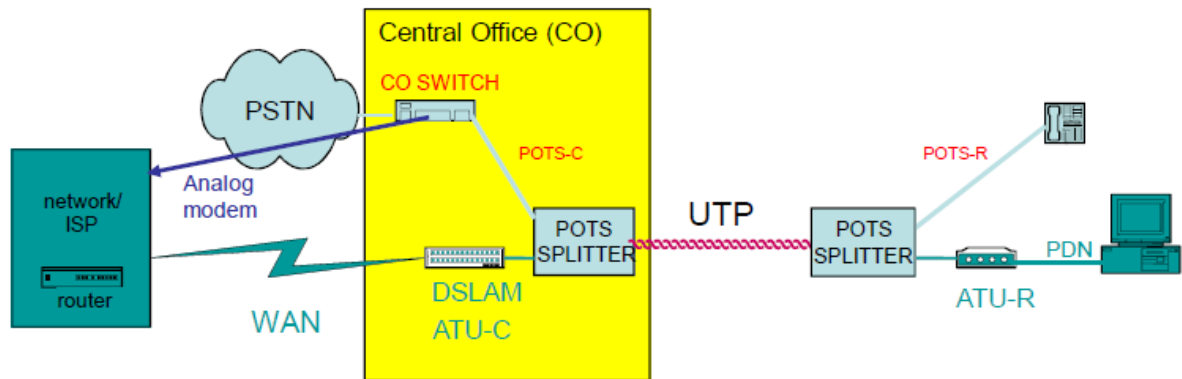 Central Office (CO)
CO SWITCH
PSTN
POTS-C
POTS-R
Analog
modem
network/
ISP
router
WAN
DSLAM
ATU-C
POTS
SPLITTER
UTP
POTS
SPLITTER
PDN
ATU-R